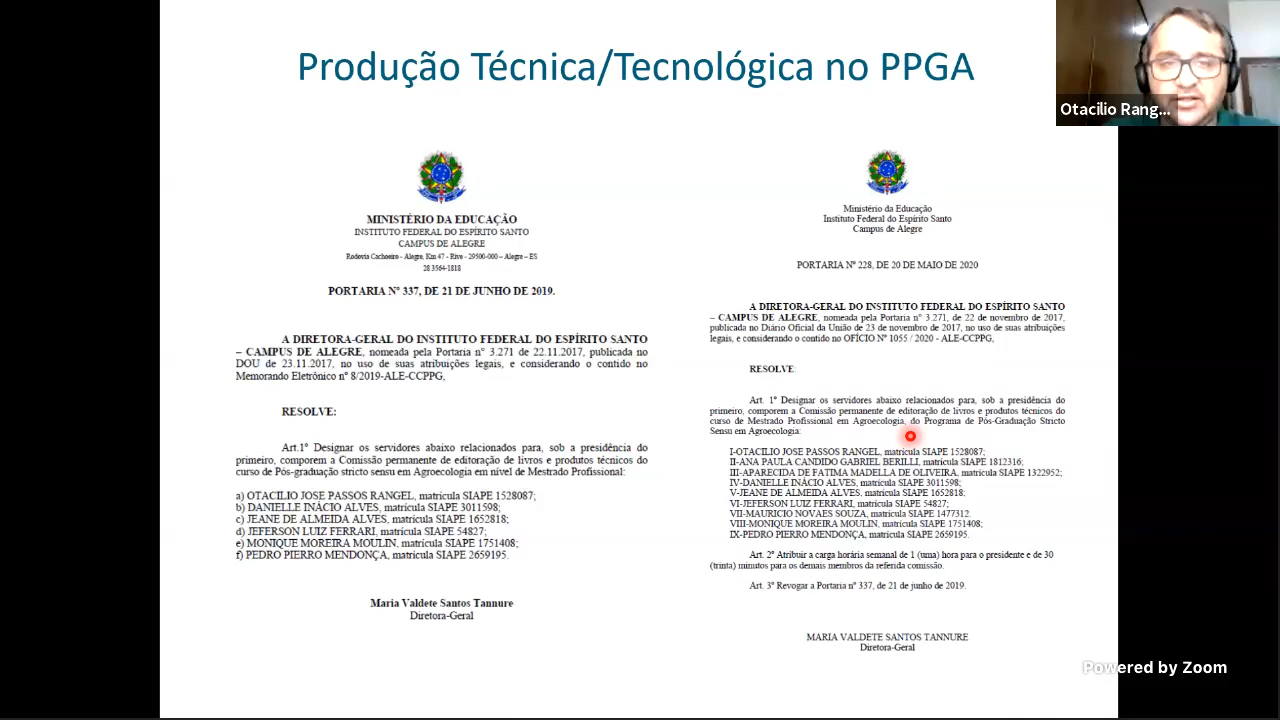 Produção Técnica/Tecnológica no PPGA
Otacilio Rang...
MINISTÉRIO DA EDUCAÇÃO
INSTITUTO FEDERAL DO ESPÍRITO SANTO
CAMPUS DE ALEGRE
Rodovia Cachoeiro - Alegre, Km 47 - Rive - 29500-000 – Alegre – ES
28 3564-1818
PORTARIA Nº 337, DE 21 DE JUNHO DE 2019.
A DIRETORA-GERAL DO INSTITUTO FEDERAL DO ESPÍRITO SANTO
– CAMPUS DE ALEGRE, nomeada pela Portaria nº 3.271 de 22.11.2017, publicada no
DOU de 23.11.2017, no uso de suas atribuições legais, e considerando o contido no
Memorando Eletrônico nº 8/2019-ALE-CCPPG,
RESOLVE:
Art.1º Designar os servidores abaixo relacionados para, sob a presidência do
primeiro, comporem a Comissão permanente de editoração de livros e produtos técnicos do
curso de Pós-graduação stricto sensu em Agroecologia em nível de Mestrado Profissional:
a) OTACILIO JOSE PASSOS RANGEL, matrícula SIAPE 1528087;
b) DANIELLE INÁCIO ALVES, matrícula SIAPE 3011598;
c) JEANE DE ALMEIDA ALVES, matrícula SIAPE 1652818;
d) JEFERSON LUIZ FERRARI, matrícula SIAPE 54827;
e) MONIQUE MOREIRA MOULIN, matrícula SIAPE 1751408;
f) PEDRO PIERRO MENDONÇA, matrícula SIAPE 2659195.
Maria Valdete Santos Tannure
Diretora-Geral
Ministério da Educação
Instituto Federal do Espírito Santo
Campus de Alegre
PORTARIA Nº 228, DE 20 DE MAIO DE 2020
A DIRETORA-GERAL DO INSTITUTO FEDERAL DO ESPÍRITO SANTO
– CAMPUS DE ALEGRE, nomeada pela Portaria nº 3.271, de 22 de novembro de 2017,
publicada no Diário Oficial da União de 23 de novembro de 2017, no uso de suas atribuições
legais, e considerando o contido no OFÍCIO Nº 1055 / 2020 - ALE-CCPPG,
RESOLVE:
Art. 1º Designar os servidores abaixo relacionados para, sob a presidência do
primeiro, comporem a Comissão permanente de editoração de livros e produtos técnicos do
curso de Mestrado Profissional em Agroecologia, do Programa de Pós-Graduação Stricto
Sensu em Agroecologia:
I-OTACILIO JOSE PASSOS RANGEL, matrícula SIAPE 1528087;
II-ANA PAULA CANDIDO GABRIEL BERILLI, matrícula SIAPE 1812316;
III-APARECIDA DE FATIMA MADELLA DE OLIVEIRA, matrícula SIAPE 1322952;
IV-DANIELLE INÁCIO ALVES, matrícula SIAPE 3011598;
V-JEANE DE ALMEIDA ALVES, matrícula SIAPE 1652818;
VI-JEFERSON LUIZ FERRARI, matrícula SIAPE 54827;
VII-MAURICIO NOVAES SOUZA, matrícula SIAPE 1477312.
VIII-MONIQUE MOREIRA MOULIN, matrícula SIAPE 1751408;
IX-PEDRO PIERRO MENDONÇA, matrícula SIAPE 2659195.
Art. 2º Atribuir a carga horária semanal de 1 (uma) hora para o presidente e de 30
(trinta) minutos para os demais membros da referida comissão.
Art. 3º Revogar a Portaria nº 337, de 21 de junho de 2019.
MARIA VALDETE SANTOS TANNURE
Diretora-Geral
Powered by Zoom